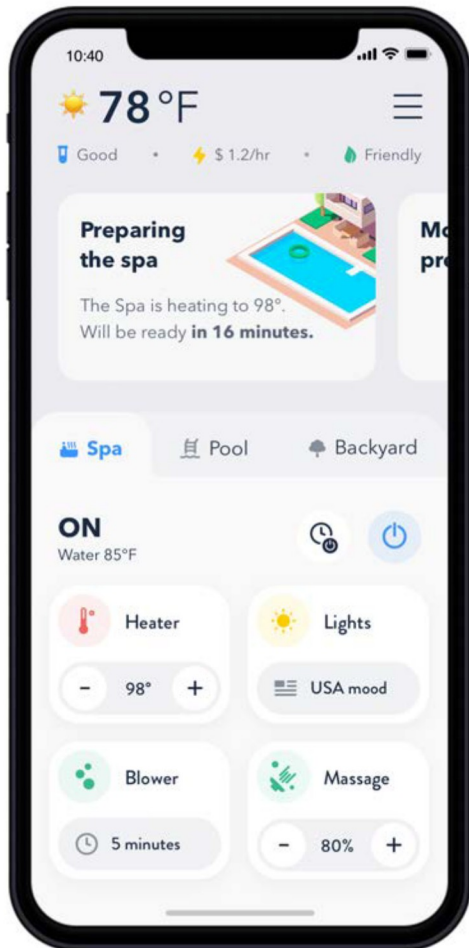 10:40
78°F
Good • $ 1.2/hr • Friendly
Preparing
the spa
The Spa is heating to 98°.
Will be ready in 16 minutes.
Mo
pre
Spa Pool Backyard
ON
Water 85°F
Heater
- 98° +
Lights
USA mood
Blower
5 minutes
Massage
- 80% +